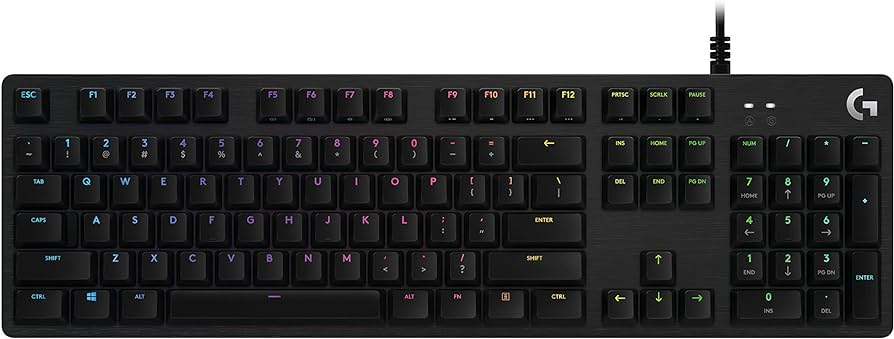 ESC F1 F2 F3 F4 F5 F6 F7 F8 F9 F10 F11 F12 PRTSC SCRLK PAUSE
~ ! @ # $ % ^ & * ( ) _ + ←
` 1 2 3 4 5 6 7 8 9 0 - = INS HOME PG UP NUM / * -
TAB Q W E R T Y U I O P [ ] \ DEL END PG DN 7 8 9 +
{ } | HOME ↑ PG UP
CAPS A S D F G H J K L ; ' ENTER 4 5 6
: " ← →
SHIFT Z X C V B N M , . / SHIFT ↑ 1 2 3 ENTER
< > ? END ↓ PG DN
CTRL ALT ALT FN CTRL ← ↓ → 0 .
INS DEL